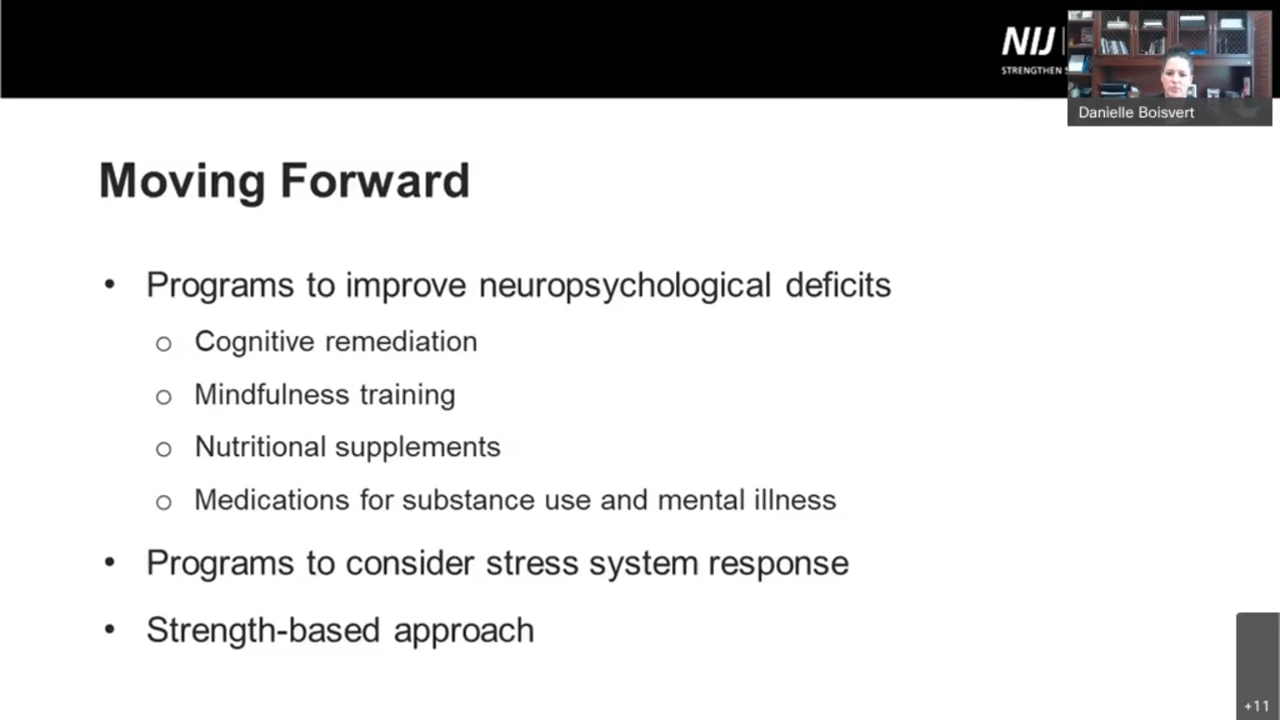 NIJ
STRENGTHEN
Danielle Boisvert
Moving Forward
• Programs to improve neuropsychological deficits
o Cognitive remediation
o Mindfulness training
o Nutritional supplements
o Medications for substance use and mental illness
• Programs to consider stress system response
• Strength-based approach
+11